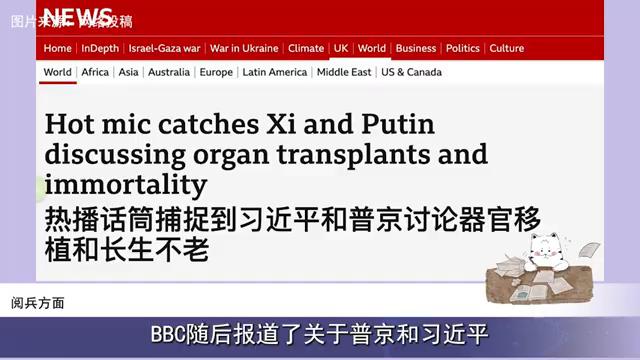 图片来源：网络投稿
NEWS
Home InDepth Israel-Gaza war War in Ukraine Climate UK World Business Politics Culture
World Africa Asia Australia Europe Latin America Middle East US & Canada
Hot mic catches Xi and Putin
discussing organ transplants and
immortality
热播话筒捕捉到习近平和普京讨论器官移
植和长生不老
阅兵方面
BBC随后报道了关于普京和习近平